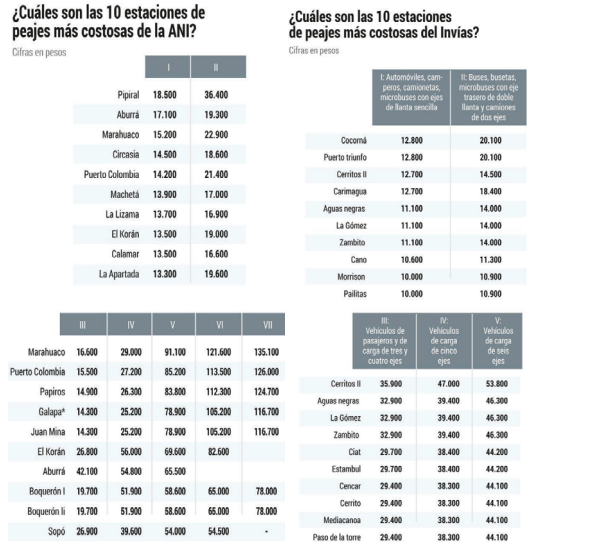 ¿Cuáles son las 10 estaciones de
peajes más costosas de la ANI?
Cifras en pesos
I II
Pipiral 18.500 36.400
Aburrá 17.100 19.300
Marahuaco 15.200 22.900
Circasia 14.500 18.600
Puerto Colombia 14.200 21.400
Machetá 13.900 17.000
La Lizama 13.700 16.900
El Korán 13.500 19.000
Calamar 13.500 16.600
La Apartada 13.300 19.600
III IV V VI VII
Marahuaco 16.600 29.000 91.100 121.600 135.100
Puerto Colombia 15.500 27.200 85.200 113.500 126.000
Papiros 14.900 26.300 83.800 112.300 124.700
Galapa* 14.300 25.200 78.900 105.200 116.700
Juan Mina 14.300 25.200 78.900 105.200 116.700
El Korán 26.800 56.000 69.600 82.600
Aburrá 42.100 54.800 65.500
Boquerón I 19.700 51.900 58.600 65.000 78.000
Boquerón Ii 19.700 51.900 58.600 65.000 78.000
Sopó 26.900 39.600 54.000 54.500 -
¿Cuáles son las 10 estaciones
de peajes más costosas del Invías?
Cifras en pesos
I: Automóviles, cam-
peros, camionetas,
microbuses con ejes
de llanta sencilla
II: Buses, busetas,
microbuses con eje
trasero de doble
llanta y camiones
de dos ejes
Cocorná 12.800 20.100
Puerto triunfo 12.800 20.100
Cerritos II 12.700 14.500
Carimagua 12.700 18.400
Aguas negras 11.100 14.000
La Gómez 11.100 14.000
Zambito 11.100 14.000
Cano 10.600 11.300
Morrison 10.000 10.900
Pailitas 10.000 10.900
III:
Vehículos de
pasajeros y de
carga de tres y
cuatro ejes
IV:
Vehículos
de carga
de cinco
ejes
V:
Vehículos
de carga
de seis
ejes
Cerritos II 35.900 47.000 53.800
Aguas negras 32.900 39.400 46.300
La Gómez 32.900 39.400 46.300
Zambito 32.900 39.400 46.300
Ciat 29.700 38.400 44.200
Estambul 29.700 38.400 44.200
Cencar 29.400 38.300 44.100
Cerrito 29.400 38.300 44.100
Mediacanoa 29.400 38.300 44.100
Paso de la torre 29.400 38.300 44.100